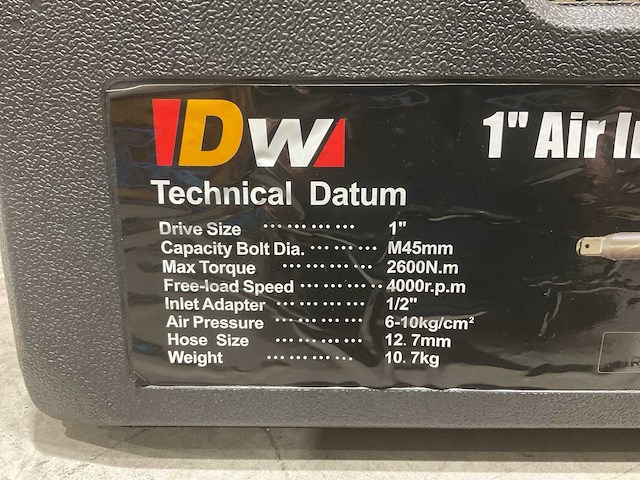 DW
1" Air
Technical Datum
Drive Size ··· ··· ··· ··· 1"
Capacity Bolt Dia. ··· ··· ··· M45mm
Max Torque ··· ··· ··· ··· 2600N.m
Free-load Speed ··· ··· ··· ·· 4000r.p.m
Inlet Adapter ··· ··· ··· ··· 1/2"
Air Pressure ··· ··· ··· ··· 6-10kg/cm²
Hose Size ··· ··· ··· ··· 12.7mm
Weight ··· ··· ··· ··· 10.7kg